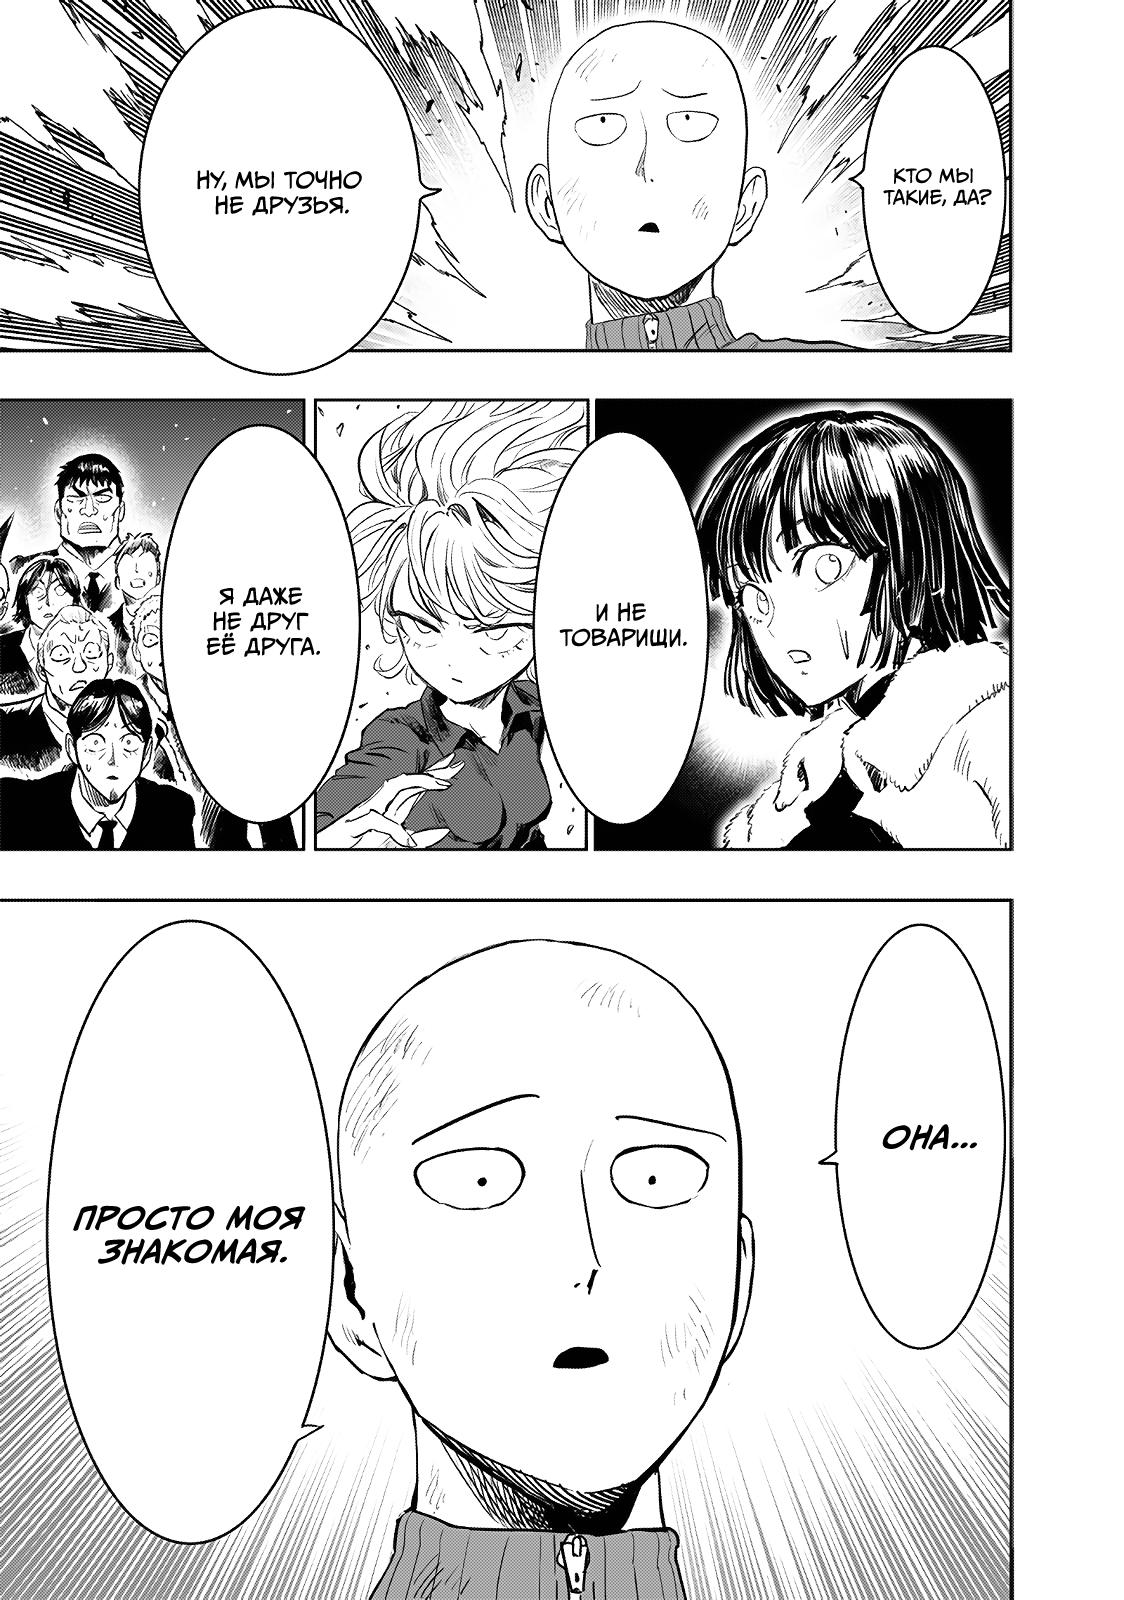 КТО МЫ
ТАКИЕ, ДА?
НУ, МЫ ТОЧНО
НЕ ДРУЗЬЯ.
И НЕ
ТОВАРИЩИ.
Я ДАЖЕ
НЕ ДРУГ
ЕЁ ДРУГА.
ОНА...
ПРОСТО МОЯ
ЗНАКОМАЯ.